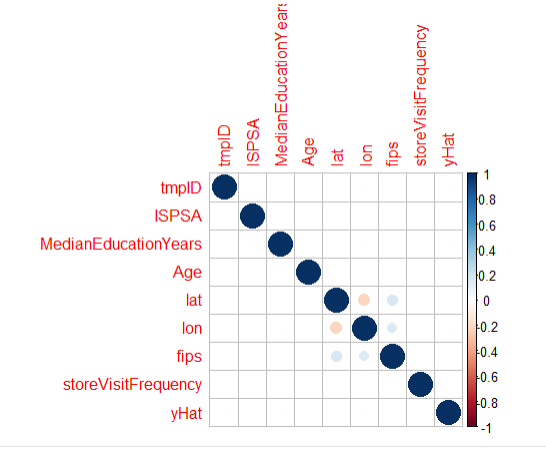 tmpID
ISPSA
MedianEducationYears
Age
lat
lon
fips
storeVisitFrequency
yHat
tmpID
ISPSA
MedianEducationYears
Age
lat
lon
fips
storeVisitFrequency
yHat
1
0.8
0.6
0.4
0.2
0
-0.2
-0.4
-0.6
-0.8
-1